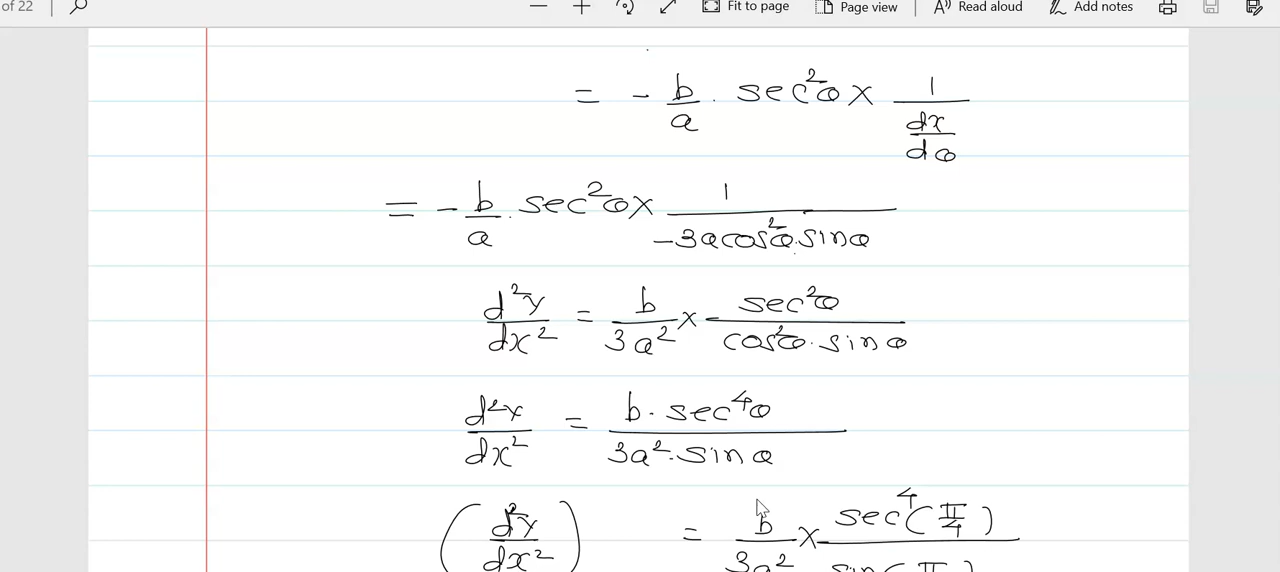 of 22 Fit to page Page view Read aloud Add notes
= - b/a . sec²θ × 1/(dx/dθ)
= - b/a . sec²θ × 1/(-3a cos²θ . sinθ)
d²y/dx² = b/3a² × sec²θ/(cos²θ . sinθ)
d²y/dx² = b . sec⁴θ/(3a² . sinθ)
(d²y/dx²) = b/3a² × sec⁴(π/4)/sin(π